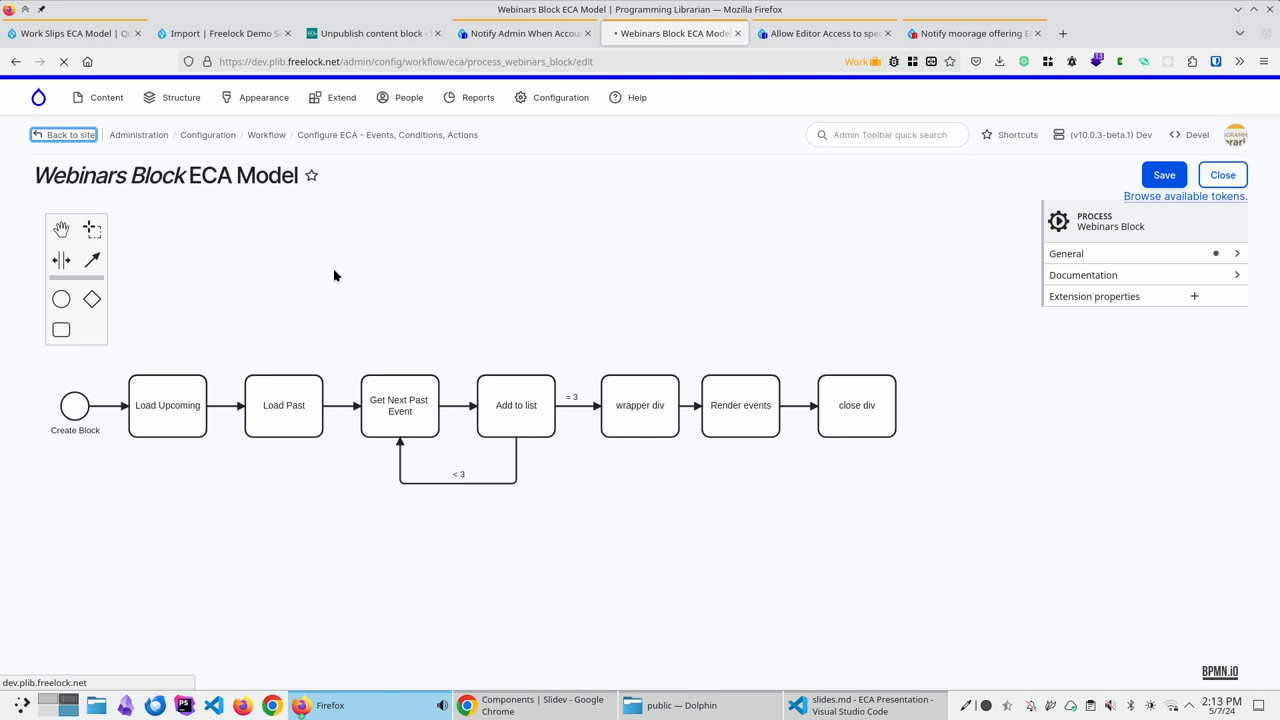 Webinars Block ECA Model | Programming Librarian — Mozilla Firefox
Work Slips ECA Model | Qu
Import | Freelock Demo Si
Unpublish content block -
Notify Admin When Accou
Webinars Block ECA Mode
Allow Editor Access to spe
Notify moorage offering E
https://dev.plib.freelock.net/admin/config/workflow/eca/process_webinars_block/edit
Work
13
Content
Structure
Appearance
Extend
People
Reports
Configuration
Help
Back to site
Administration / Configuration / Workflow / Configure ECA - Events, Conditions, Actions
Admin Toolbar quick search
Shortcuts
(v10.0.3-beta.1) Dev
Devel
Webinars Block ECA Model
Save
Close
Browse available tokens.
PROCESS
Webinars Block
General
Documentation
Extension properties
Create Block
Load Upcoming
Load Past
Get Next Past
Event
Add to list
= 3
wrapper div
Render events
close div
< 3
BPMN.iO
dev.plib.freelock.net
PS
Firefox
Components | Slidev - Google
Chrome
public — Dolphin
slides.md - ECA Presentation -
Visual Studio Code
2:13 PM
5/7/24